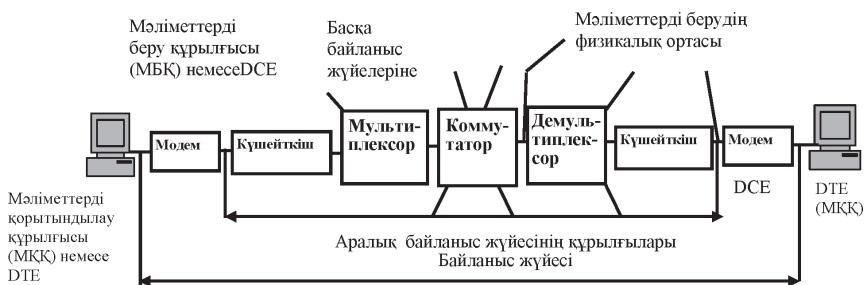 Мәліметтерді
беру құрылғысы
(МБҚ) немесеDCE
Басқа
байланыс
жүйелеріне
Мәліметтерді берудің
физикалық ортасы
Модем
Күшейткіш
Мульти-
плексор
Комму-
татор
Демуль-
типлек-
сор
Күшейткіш
Модем
DCE
DTE
(МҚҚ)
Мәліметтерді
қорытындылау
құрылғысы
(МҚҚ) немесе
DTE
Аралық байланыс жүйесінің құрылғылары
Байланыс жүйесі